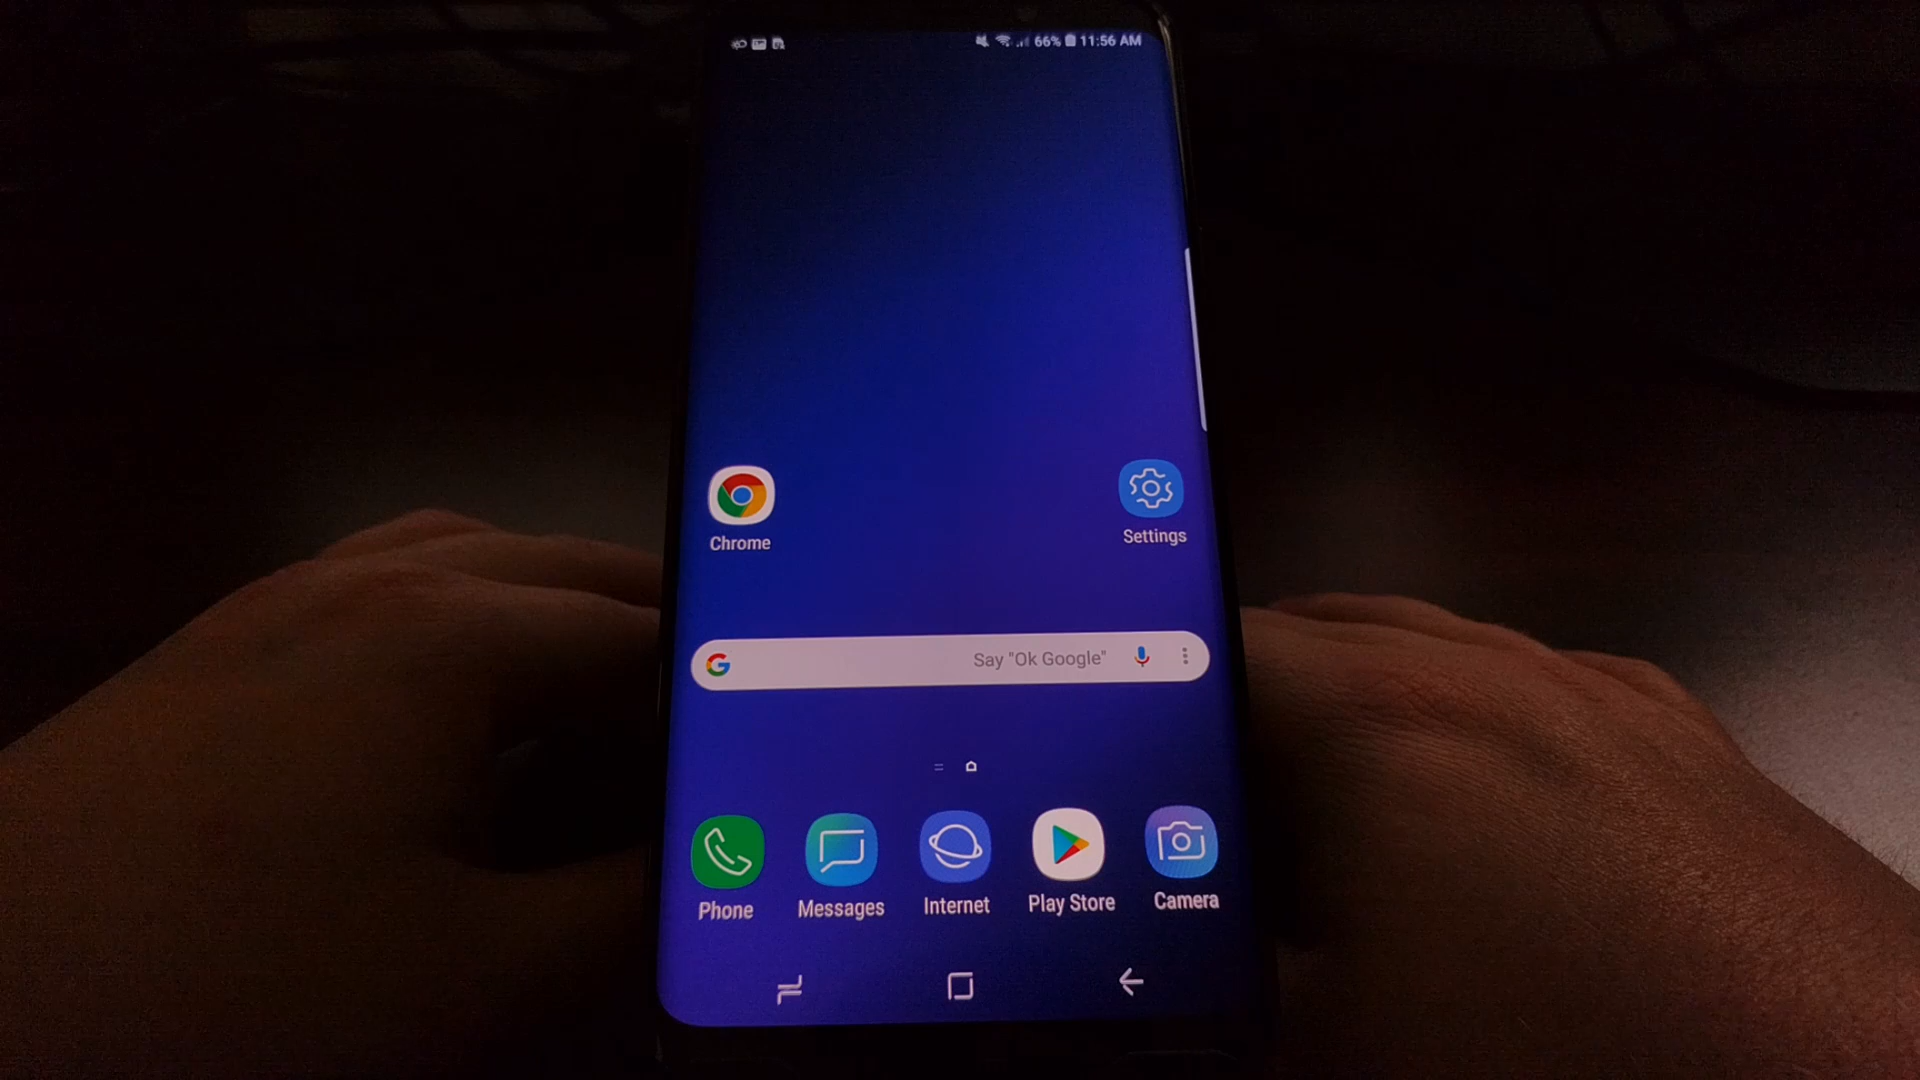 66% 11:56 AM
Chrome
Settings
G Say "Ok Google"
Phone Messages Internet Play Store Camera